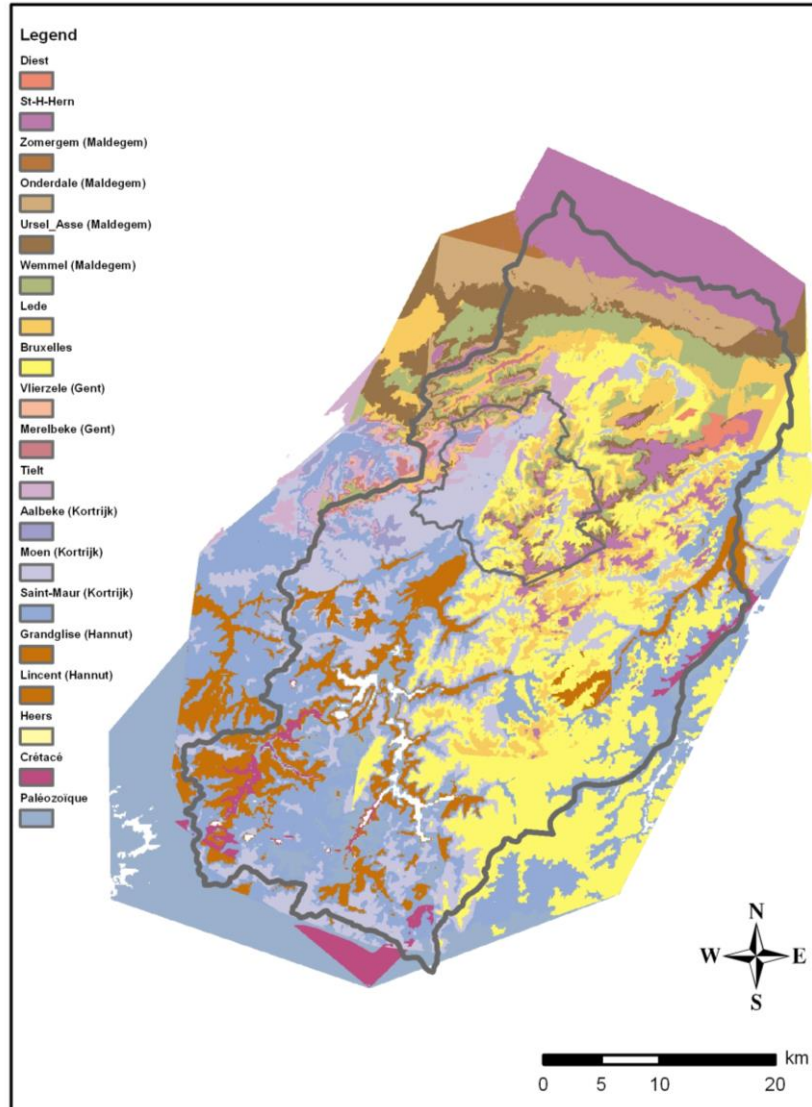 Legend
Diest
St-H-Hern
Zomergem (Maldegem)
Onderdale (Maldegem)
Ursel_Asse (Maldegem)
Wemmel (Maldegem)
Lede
Bruxelles
Vlierzele (Gent)
Merelbeke (Gent)
Tielt
Aalbeke (Kortrijk)
Moen (Kortrijk)
Saint-Maur (Kortrijk)
Grandglise (Hannut)
Lincent (Hannut)
Heers
Crétacé
Paléozoïque
N
W E
S
km
0 5 10 20